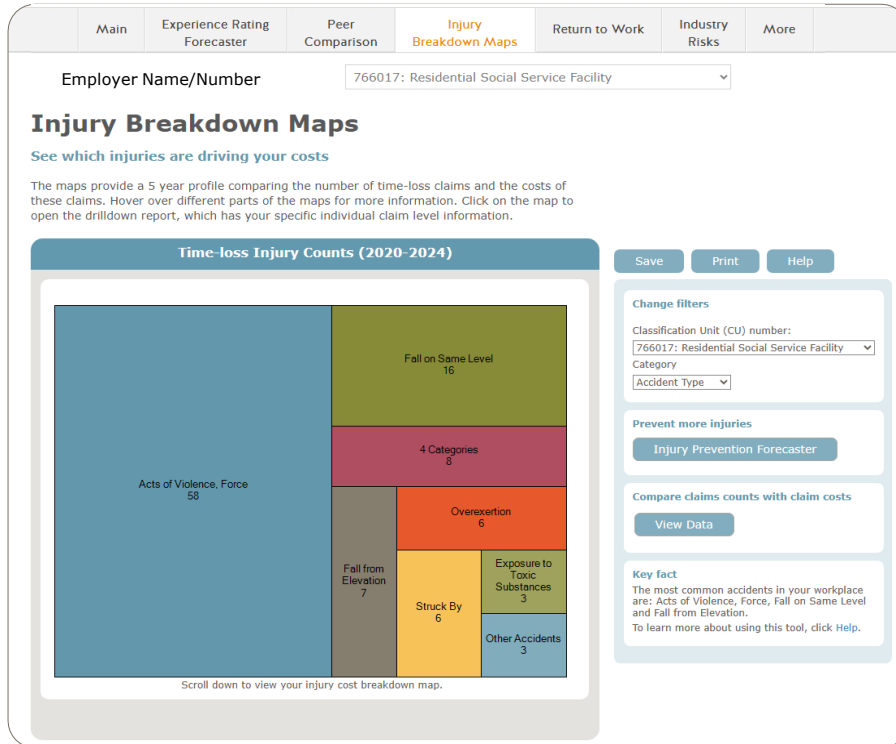 Main
Experience Rating
Forecaster
Peer
Comparison
Injury
Breakdown Maps
Return to Work
Industry
Risks
More
Employer Name/Number
766017: Residential Social Service Facility
Injury Breakdown Maps
See which injuries are driving your costs
The maps provide a 5 year profile comparing the number of time-loss claims and the costs of
these claims. Hover over different parts of the maps for more information. Click on the map to
open the drilldown report, which has your specific individual claim level information.
Time-loss Injury Counts (2020-2024)
Acts of Violence, Force
58
Fall on Same Level
16
4 Categories
8
Fall from
Elevation
7
Overexertion
6
Struck By
6
Exposure to
Toxic
Substances
3
Other Accidents
3
Scroll down to view your injury cost breakdown map.
Save
Print
Help
Change filters
Classification Unit (CU) number:
766017: Residential Social Service Facility
Category
Accident Type
Prevent more injuries
Injury Prevention Forecaster
Compare claims counts with claim costs
View Data
Key fact
The most common accidents in your workplace
are: Acts of Violence, Force, Fall on Same Level
and Fall from Elevation.
To learn more about using this tool, click Help.